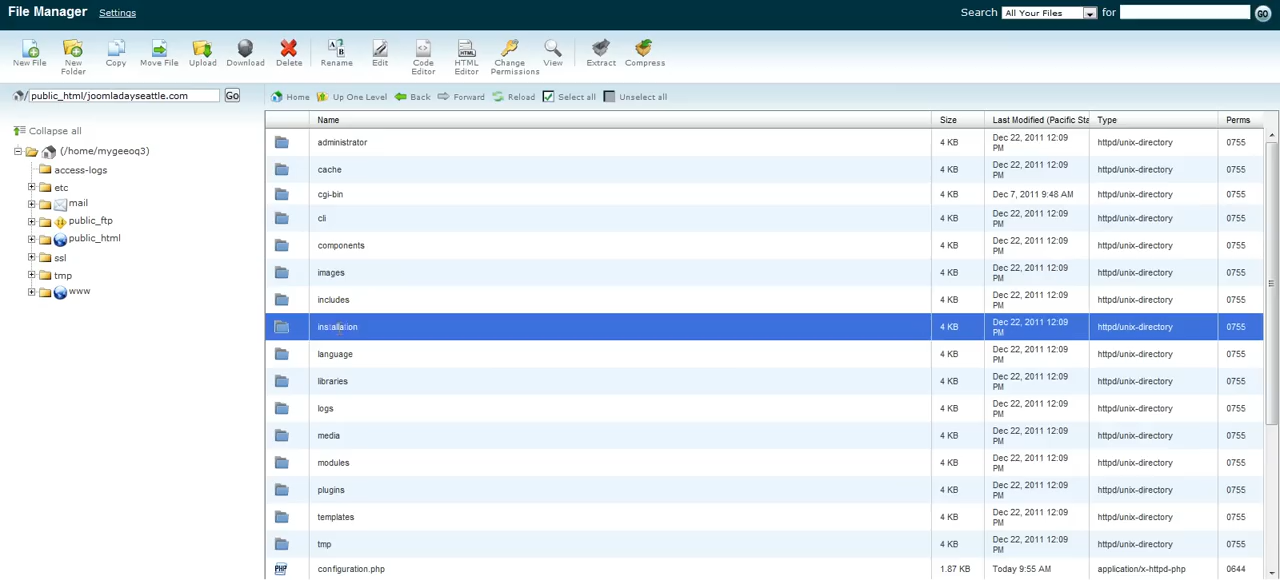 File Manager Settings Search All Your Files for Go
New File New Folder Copy Move File Upload Download Delete Rename Edit Code Editor HTML Editor Change Permissions View Extract Compress
/ public_html/joomladayseattle.com Go Home Up One Level Back Forward Reload Select all Unselect all
Collapse all
(/home/mygeeoq3)
access-logs
etc
mail
public_ftp
public_html
ssl
tmp
www
Name Size Last Modified (Pacific Sta Type Perms
administrator 4 KB Dec 22, 2011 12:09 PM httpd/unix-directory 0755
cache 4 KB Dec 22, 2011 12:09 PM httpd/unix-directory 0755
cgi-bin 4 KB Dec 7, 2011 9:48 AM httpd/unix-directory 0755
cli 4 KB Dec 22, 2011 12:09 PM httpd/unix-directory 0755
components 4 KB Dec 22, 2011 12:09 PM httpd/unix-directory 0755
images 4 KB Dec 22, 2011 12:09 PM httpd/unix-directory 0755
includes 4 KB Dec 22, 2011 12:09 PM httpd/unix-directory 0755
installation 4 KB Dec 22, 2011 12:09 PM httpd/unix-directory 0755
language 4 KB Dec 22, 2011 12:09 PM httpd/unix-directory 0755
libraries 4 KB Dec 22, 2011 12:09 PM httpd/unix-directory 0755
logs 4 KB Dec 22, 2011 12:09 PM httpd/unix-directory 0755
media 4 KB Dec 22, 2011 12:09 PM httpd/unix-directory 0755
modules 4 KB Dec 22, 2011 12:09 PM httpd/unix-directory 0755
plugins 4 KB Dec 22, 2011 12:09 PM httpd/unix-directory 0755
templates 4 KB Dec 22, 2011 12:09 PM httpd/unix-directory 0755
tmp 4 KB Dec 22, 2011 12:09 PM httpd/unix-directory 0755
configuration.php 1.87 KB Today 9:55 AM application/x-httpd-php 0644